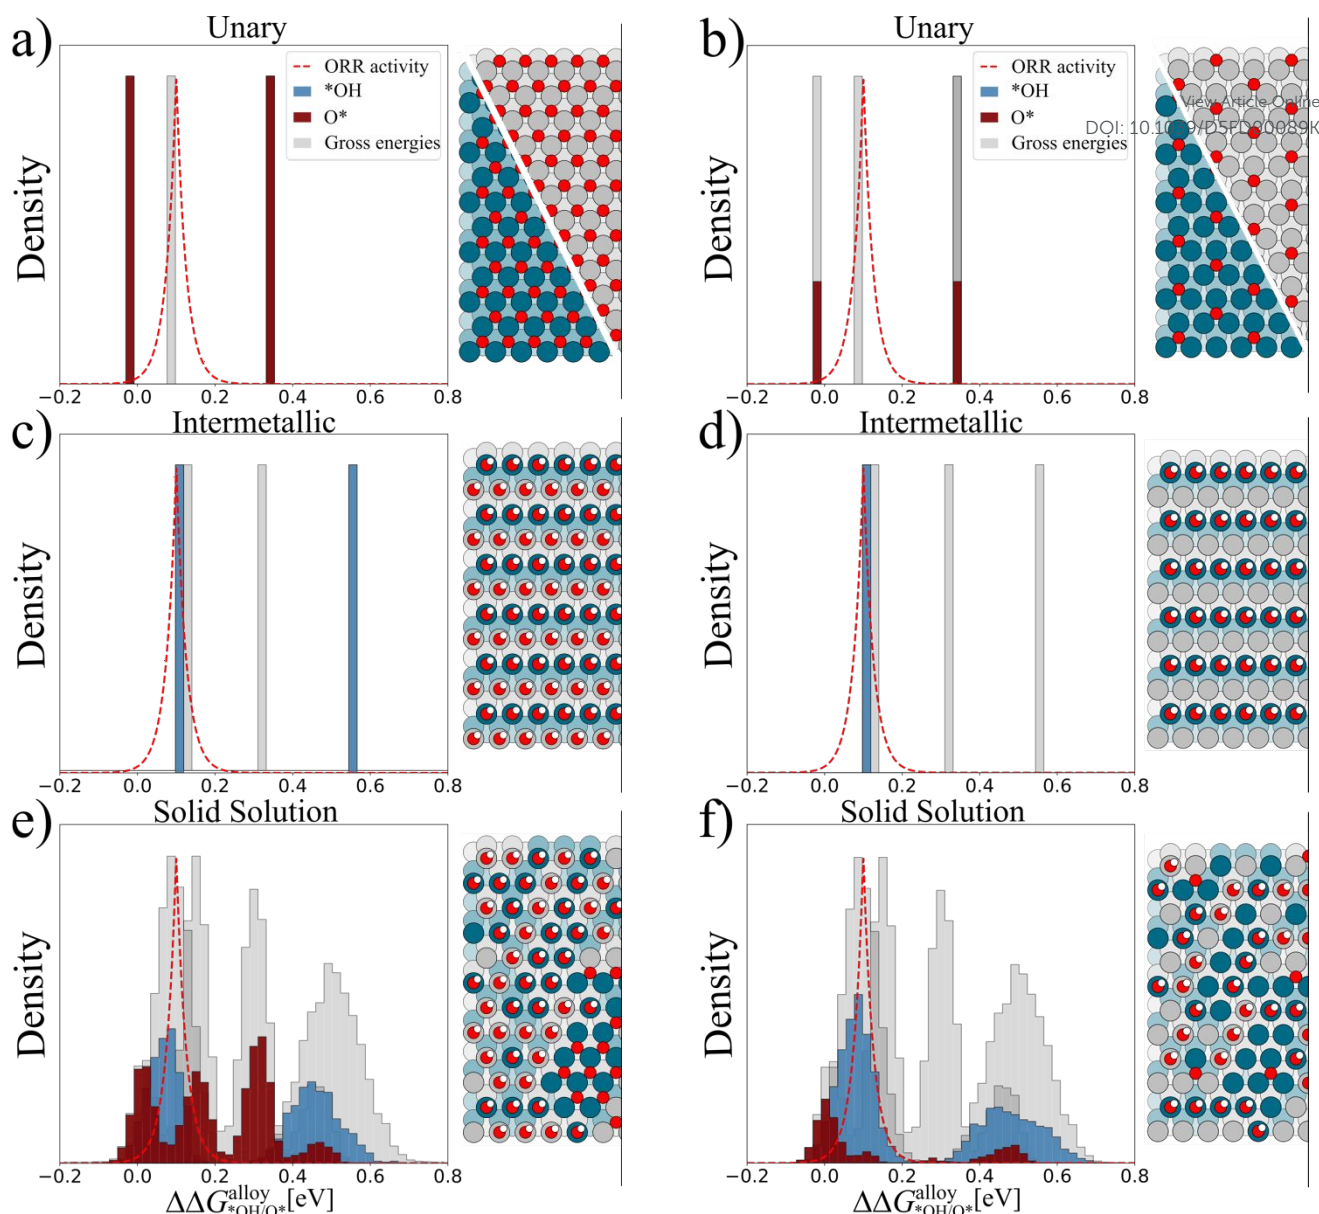 a) Unary
ORR activity
*OH
O*
Gross energies
Density
−0.2 0.0 0.2 0.4 0.6 0.8
b) Unary
ORR activity
*OH
O*
Gross energies
View Article Online
DOI: 10.10
/D5FD00089K
Density
−0.2 0.0 0.2 0.4 0.6 0.8
c) Intermetallic
Density
−0.2 0.0 0.2 0.4 0.6 0.8
d) Intermetallic
Density
−0.2 0.0 0.2 0.4 0.6 0.8
e) Solid Solution
Density
−0.2 0.0 0.2 0.4 0.6 0.8
ΔΔG^alloy_*OH/O* [eV]
f) Solid Solution
Density
−0.2 0.0 0.2 0.4 0.6 0.8
ΔΔG^alloy_*OH/O* [eV]